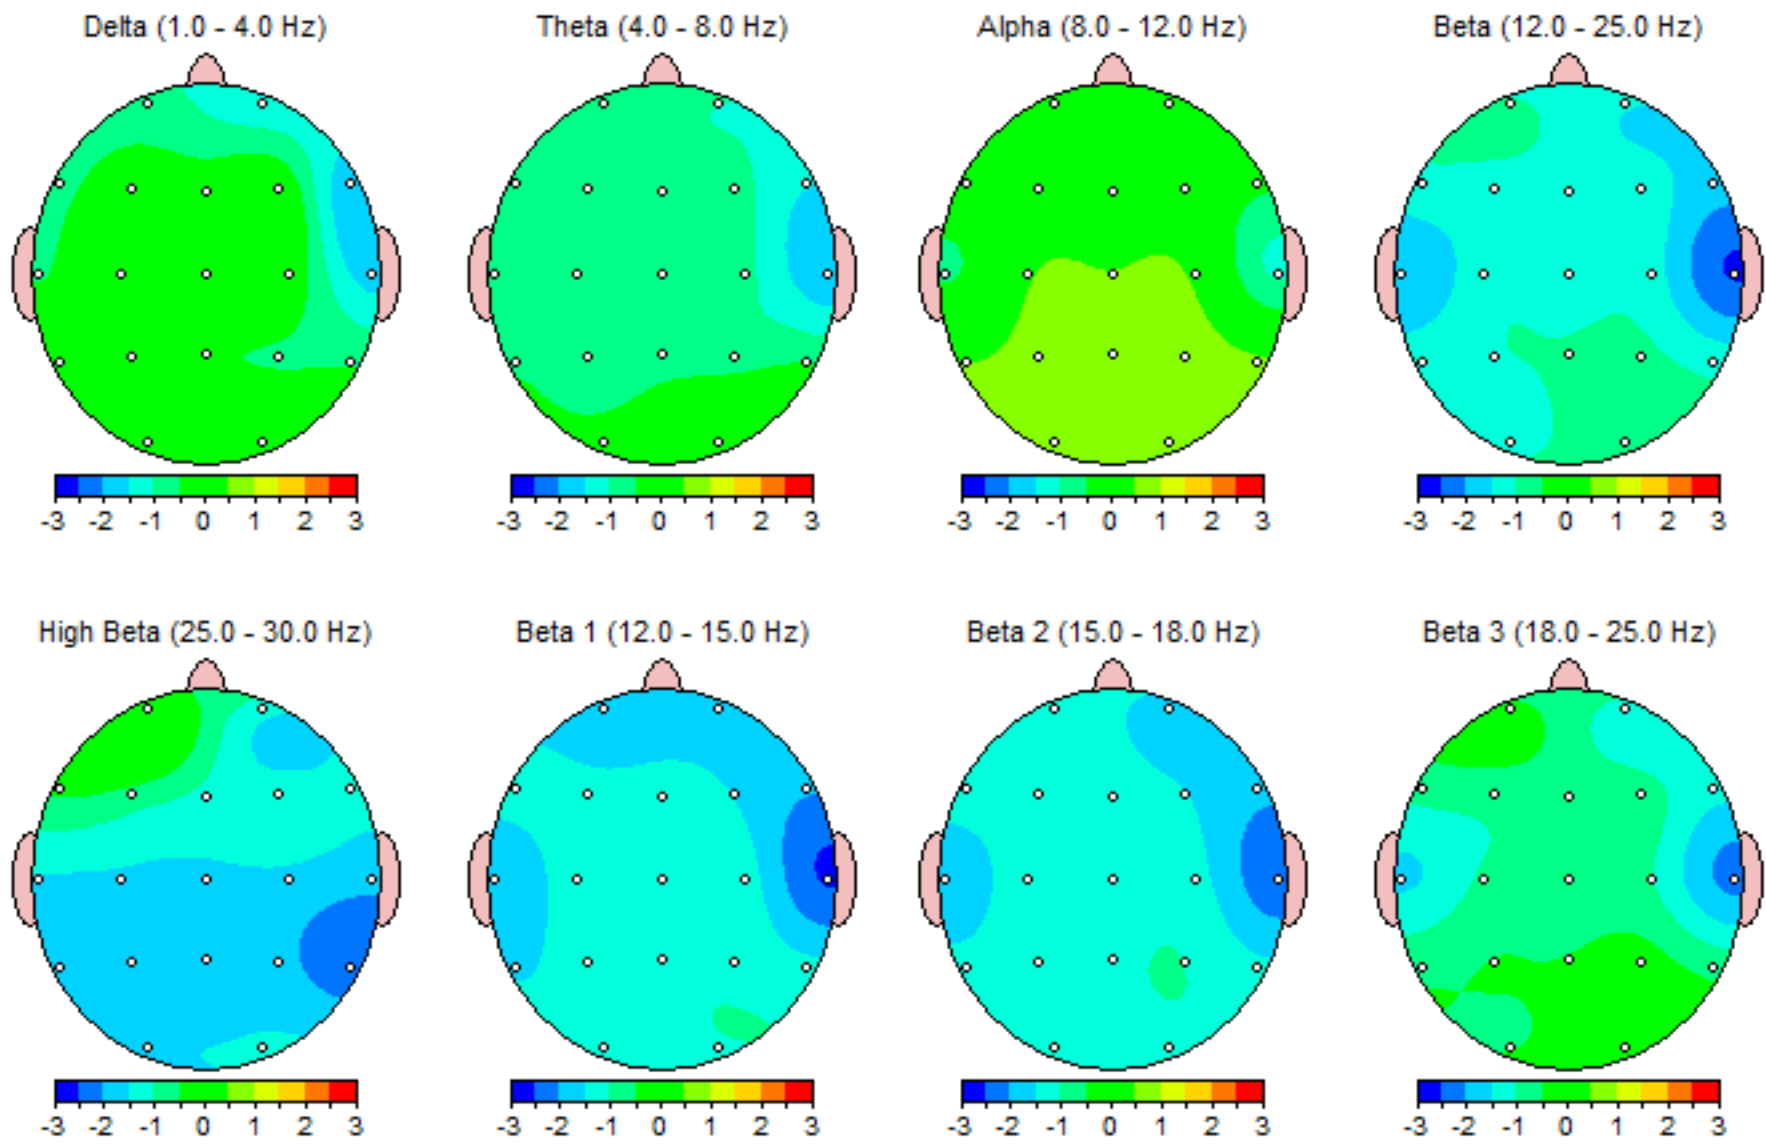 Delta (1.0 - 4.0 Hz) Theta (4.0 - 8.0 Hz) Alpha (8.0 - 12.0 Hz) Beta (12.0 - 25.0 Hz)
-3 -2 -1 0 1 2 3 -3 -2 -1 0 1 2 3 -3 -2 -1 0 1 2 3 -3 -2 -1 0 1 2 3
High Beta (25.0 - 30.0 Hz) Beta 1 (12.0 - 15.0 Hz) Beta 2 (15.0 - 18.0 Hz) Beta 3 (18.0 - 25.0 Hz)
-3 -2 -1 0 1 2 3 -3 -2 -1 0 1 2 3 -3 -2 -1 0 1 2 3 -3 -2 -1 0 1 2 3